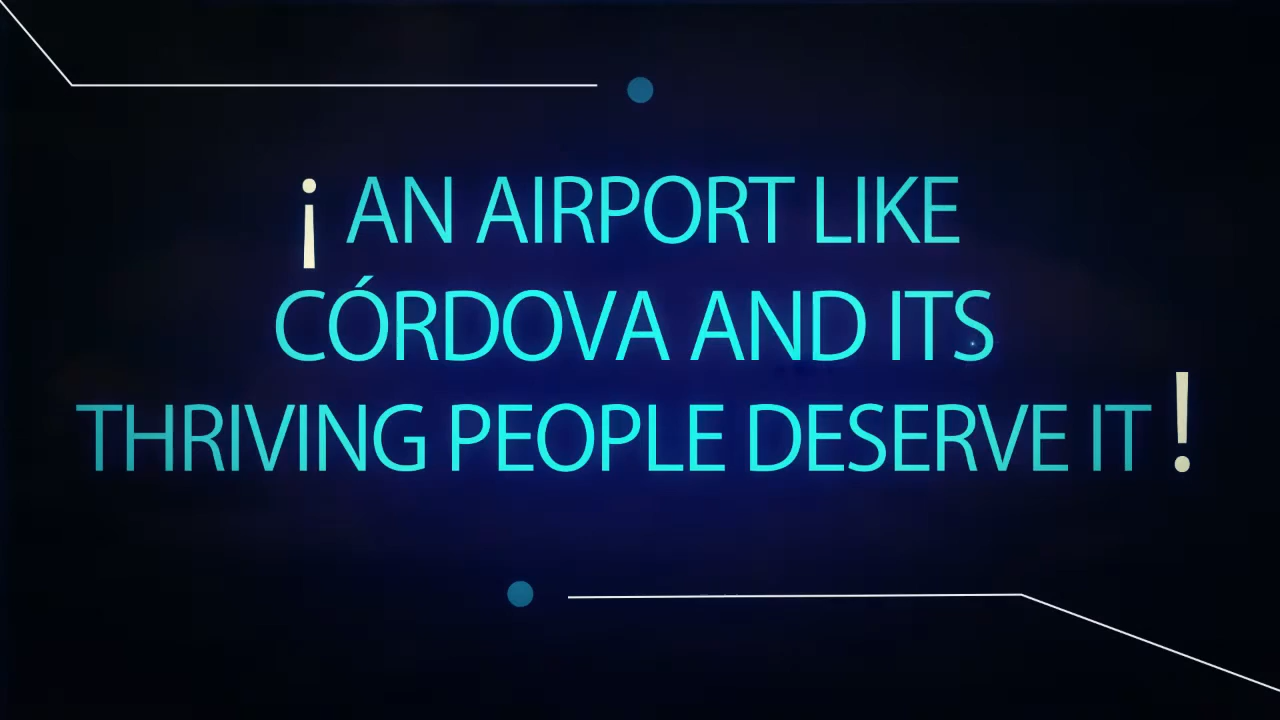 ¡ AN AIRPORT LIKE
CÓRDOVA AND ITS
THRIVING PEOPLE DESERVE IT !